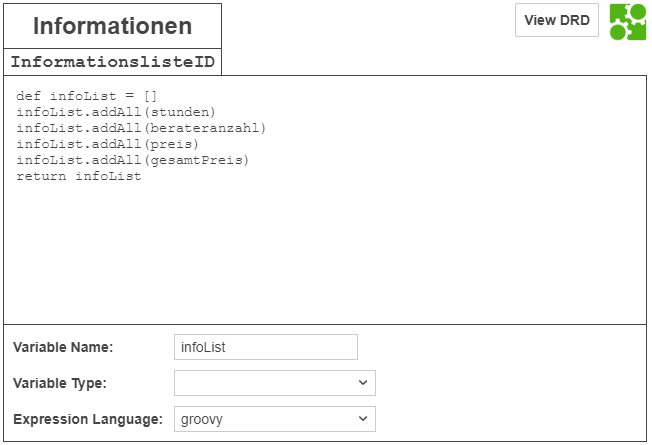 Informationen
View DRD
InformationslisteID
def infoList = []
infoList.addAll(stunden)
infoList.addAll(berateranzahl)
infoList.addAll(preis)
infoList.addAll(gesamtPreis)
return infoList
Variable Name: infoList
Variable Type:
Expression Language: groovy